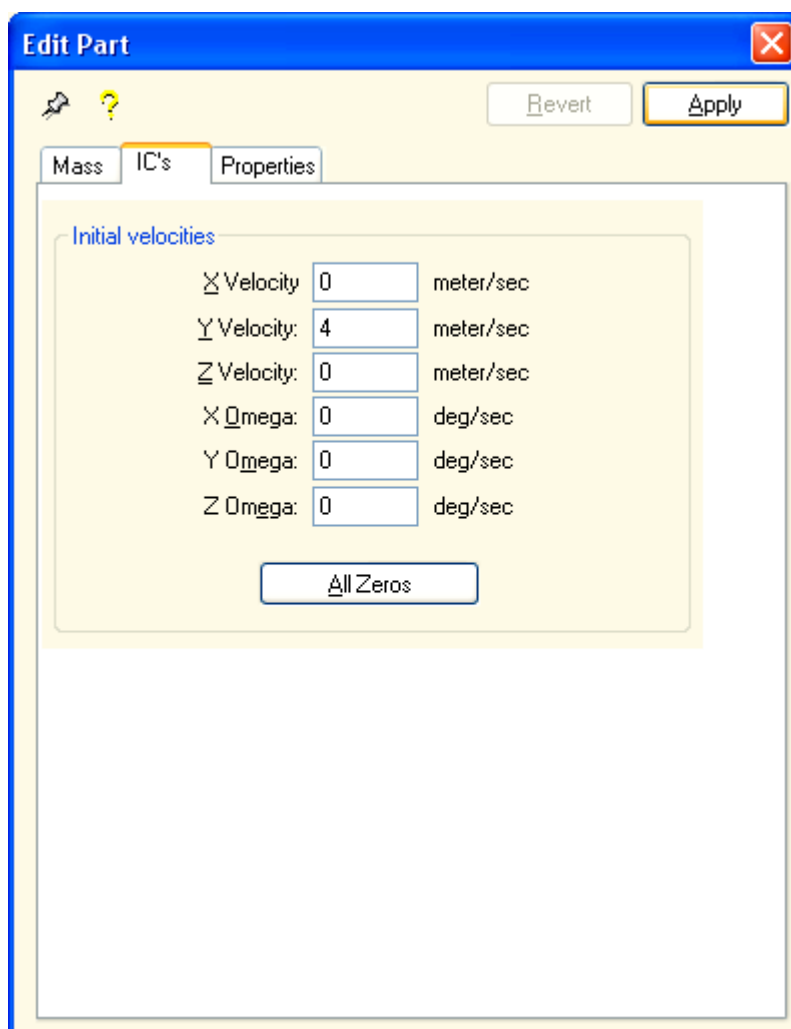 Edit Part
? Revert Apply
Mass IC's Properties
Initial velocities
X Velocity 0 meter/sec
Y Velocity: 4 meter/sec
Z Velocity: 0 meter/sec
X Omega: 0 deg/sec
Y Omega: 0 deg/sec
Z Omega: 0 deg/sec
All Zeros